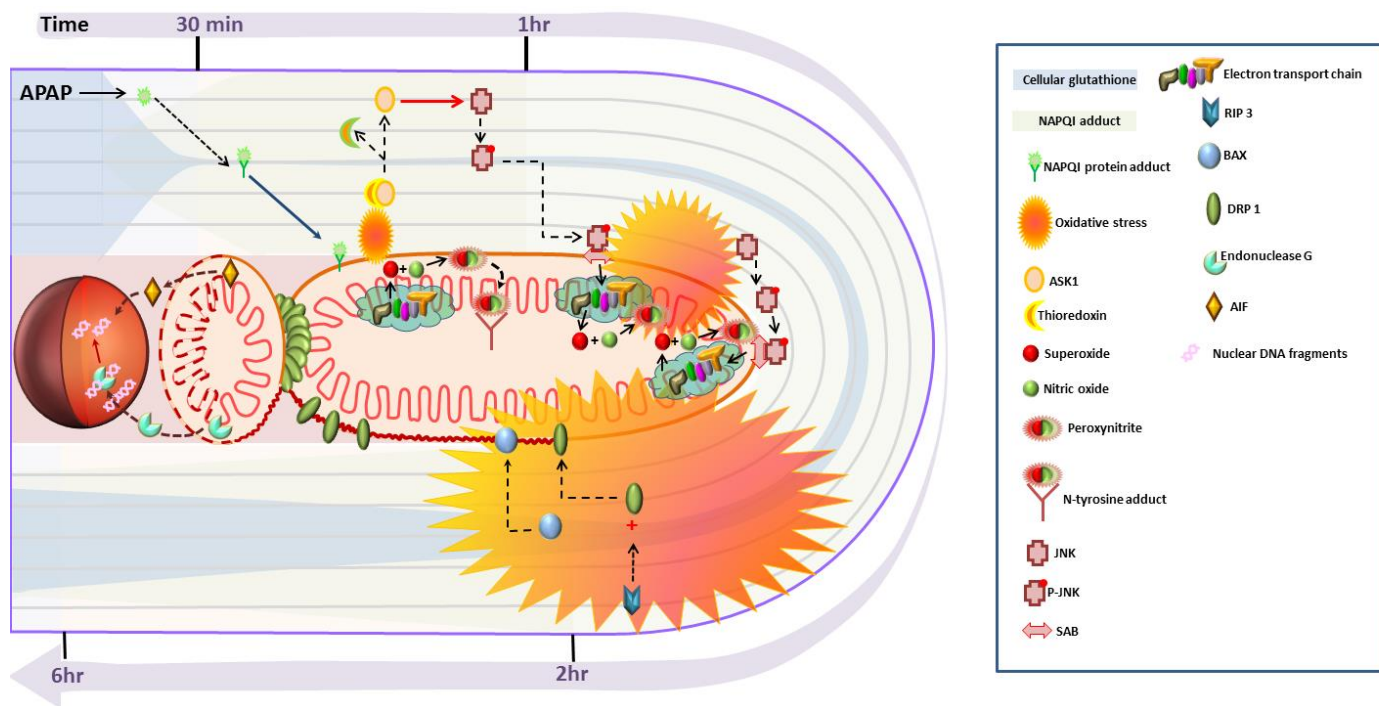 Time
30 min
1hr
APAP
6hr
2hr
Cellular glutathione
NAPQI adduct
NAPQI protein adduct
Oxidative stress
ASK1
Thioredoxin
Superoxide
Nitric oxide
Peroxynitrite
N-tyrosine adduct
JNK
P-JNK
SAB
Electron transport chain
RIP 3
BAX
DRP 1
Endonuclease G
AIF
Nuclear DNA fragments